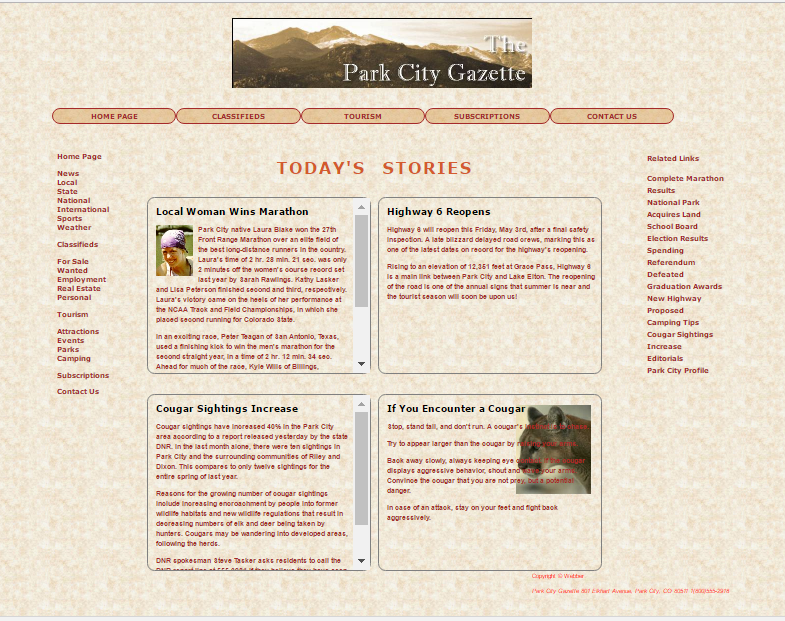 The
Park City Gazette
HOME PAGE
CLASSIFIEDS
TOURISM
SUBSCRIPTIONS
CONTACT US
Home Page
News
Local
State
National
International
Sports
Weather
Classifieds
For Sale
Wanted
Employment
Real Estate
Personal
Tourism
Attractions
Events
Parks
Camping
Subscriptions
Contact Us
TODAY'S STORIES
Local Woman Wins Marathon
Park City native Laura Blake won the 27th
Front Range Marathon over an elite field of
the best long-distance runners in the country.
Laura's time of 2 hr. 28 min. 21 sec. was only
2 minutes off the women's course record set
last year by Sarah Rawlings. Kathy Lasker
and Lisa Peterson finished second and third, respectively.
Laura's victory came on the heels of her performance at
the NCAA Track and Field Championships, in which she
placed second running for Colorado State.
In an exciting race, Peter Teagan of San Antonio, Texas,
used a finishing kick to win the men's marathon for the
second straight year, in a time of 2 hr. 12 min. 34 sec.
Ahead for much of the race, Kyle Wills of Billings,
Highway 6 Reopens
Highway 6 will reopen this Friday, May 3rd, after a final safety
inspection. A late blizzard delayed road crews, marking this as
one of the latest dates on record for the highway's reopening.
Rising to an elevation of 12,351 feet at Grace Pass, Highway 6
is a main link between Park City and Lake Elton. The reopening
of the road is one of the annual signs that summer is near and
the tourist season will soon be upon us!
Cougar Sightings Increase
Cougar sightings have increased 40% in the Park City
area according to a report released yesterday by the state
DNR. In the last month alone, there were ten sightings in
Park City and the surrounding communities of Riley and
Dixon. This compares to only twelve sightings for the
entire spring of last year.
Reasons for the growing number of cougar sightings
include increasing encroachment by people into former
wildlife habitats and new wildlife regulations that result in
decreasing numbers of elk and deer being taken by
hunters. Cougars may be wandering into developed areas,
following the herds.
DNR spokesman Steve Tasker asks residents to call the
If You Encounter a Cougar
Stop, stand tall, and don't run. A cougar's
Try to appear larger than the cougar by
Back away slowly, always keeping eye
displays aggressive behavior, shout and wave your arms.
Convince the cougar that you are not prey, but a potential
danger.
In case of an attack, stay on your feet and fight back
aggressively.
Related Links
Complete Marathon
Results
National Park
Acquires Land
School Board
Election Results
Spending
Referendum
Defeated
Graduation Awards
New Highway
Proposed
Camping Tips
Cougar Sightings
Increase
Editorials
Park City Profile
Copyright © Webber
Park City Gazette 801 Elkhart Avenue. Park City, CO 80511 1(800)555-2918